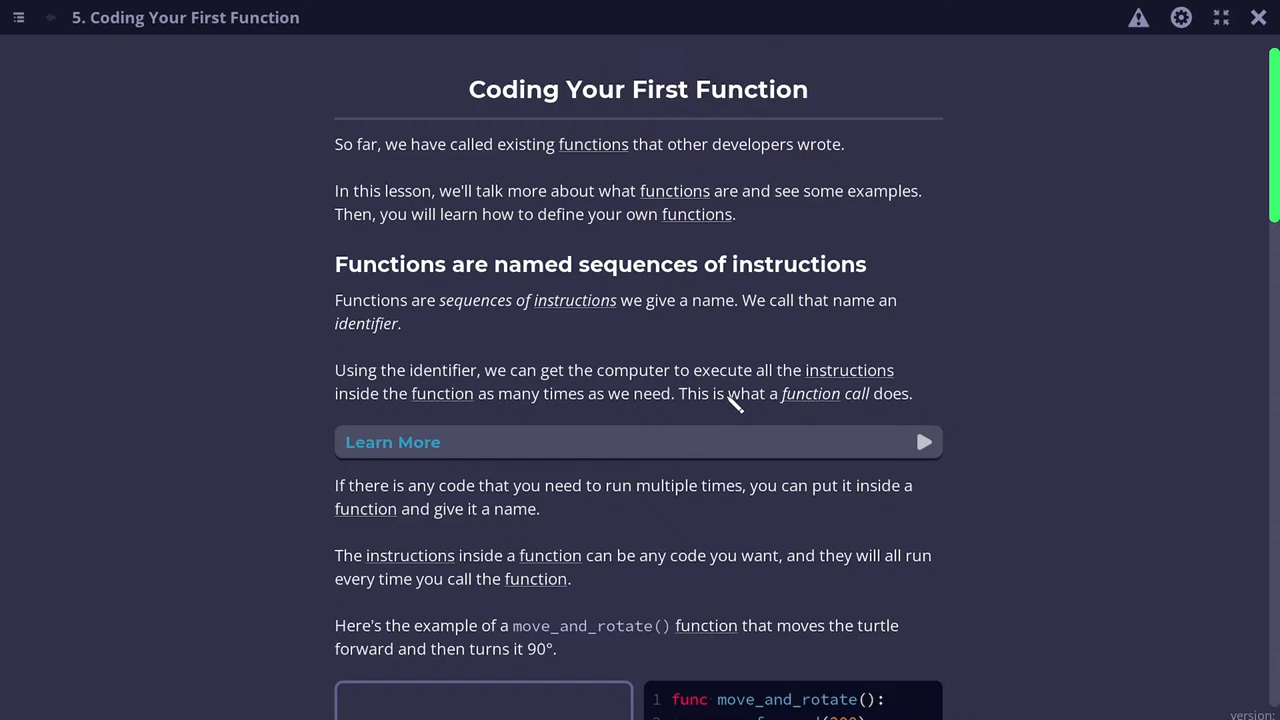 5. Coding Your First Function
Coding Your First Function
So far, we have called existing functions that other developers wrote.
In this lesson, we'll talk more about what functions are and see some examples.
Then, you will learn how to define your own functions.
Functions are named sequences of instructions
Functions are sequences of instructions we give a name. We call that name an
identifier.
Using the identifier, we can get the computer to execute all the instructions
inside the function as many times as we need. This is what a function call does.
Learn More
If there is any code that you need to run multiple times, you can put it inside a
function and give it a name.
The instructions inside a function can be any code you want, and they will all run
every time you call the function.
Here's the example of a move_and_rotate() function that moves the turtle
forward and then turns it 90°.
1 func move_and_rotate():
version: